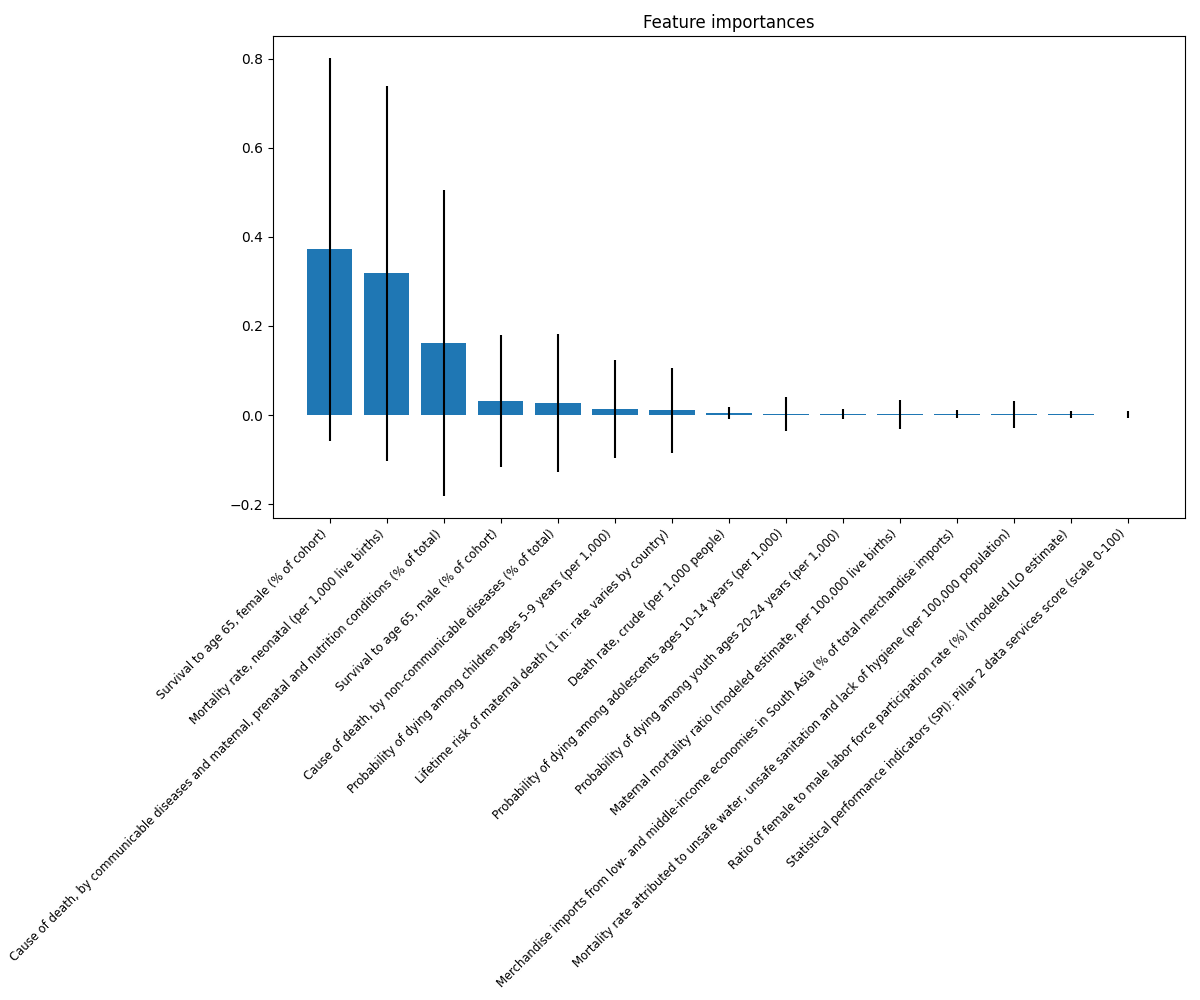 Feature importances
0.8
0.6
0.4
0.2
0.0
−0.2
Survival to age 65, female (% of cohort)
Mortality rate, neonatal (per 1,000 live births)
Cause of death, by communicable diseases and maternal, prenatal and nutrition conditions (% of total)
Survival to age 65, male (% of cohort)
Cause of death, by non-communicable diseases (% of total)
Probability of dying among children ages 5-9 years (per 1,000)
Lifetime risk of maternal death (1 in: rate varies by country)
Death rate, crude (per 1,000 people)
Probability of dying among adolescents ages 10-14 years (per 1,000)
Probability of dying among youth ages 20-24 years (per 1,000)
Maternal mortality ratio (modeled estimate, per 100,000 live births)
Merchandise imports from low- and middle-income economies in South Asia (% of total merchandise imports)
Mortality rate attributed to unsafe water, unsafe sanitation and lack of hygiene (per 100,000 population)
Ratio of female to male labor force participation rate (%) (modeled ILO estimate)
Statistical performance indicators (SPI): Pillar 2 data services score (scale 0-100)